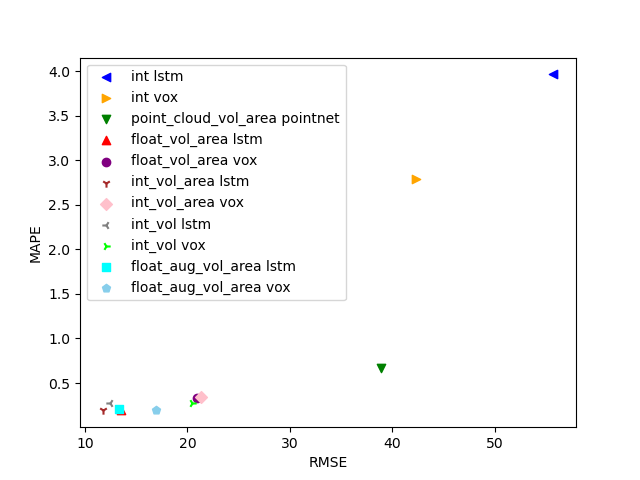 4.0
3.5
3.0
2.5
2.0
1.5
1.0
0.5
MAPE
int lstm
int vox
point_cloud_vol_area pointnet
float_vol_area lstm
float_vol_area vox
int_vol_area lstm
int_vol_area vox
int_vol lstm
int_vol vox
float_aug_vol_area lstm
float_aug_vol_area vox
10 20 30 40 50
RMSE